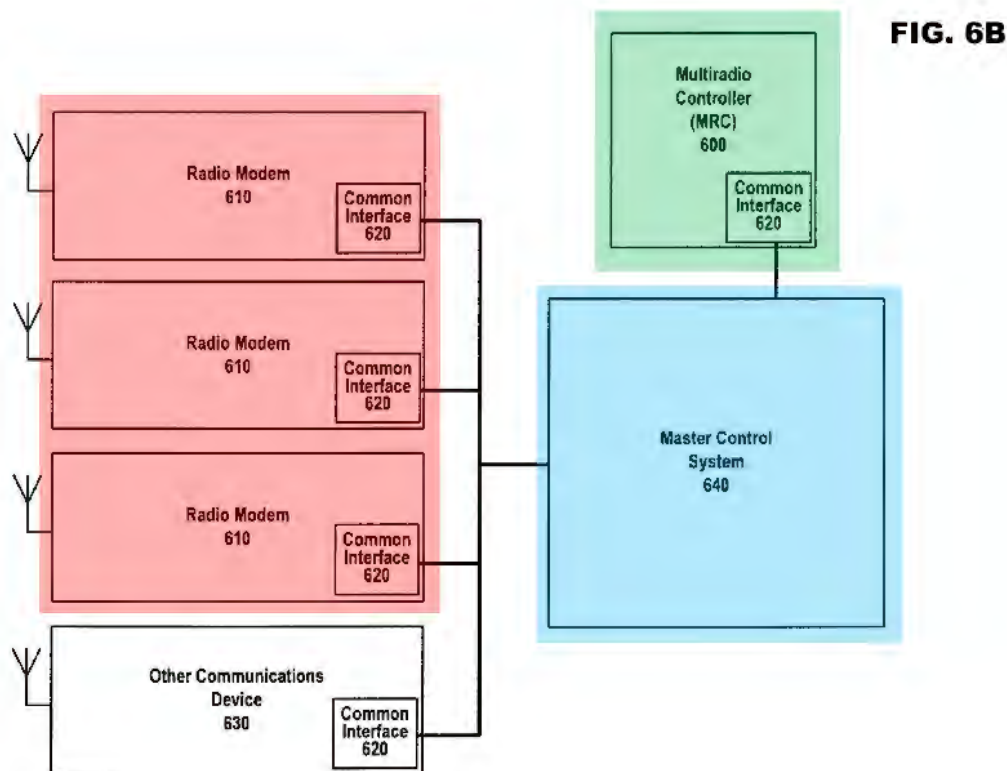 FIG. 6B
Multiradio
Controller
(MRC)
600
Common
Interface
620
Radio Modem
610
Common
Interface
620
Radio Modem
610
Common
Interface
620
Radio Modem
610
Common
Interface
620
Master Control
System
640
Other Communications
Device
630
Common
Interface
620